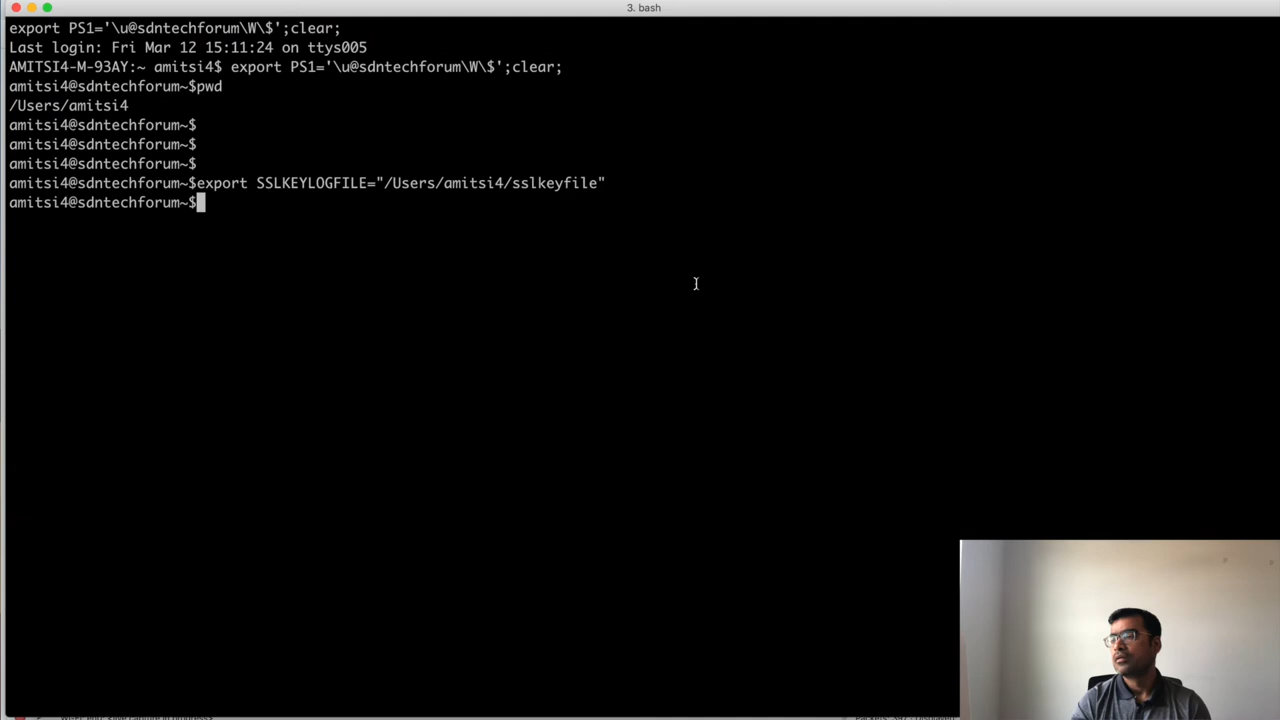 3. bash
export PS1='\u@sdntechforum\W\$';clear;
Last login: Fri Mar 12 15:11:24 on ttys005
AMITSI4-M-93AY:~ amitsi4$ export PS1='\u@sdntechforum\W\$';clear;
amitsi4@sdntechforum~$pwd
/Users/amitsi4
amitsi4@sdntechforum~$
amitsi4@sdntechforum~$
amitsi4@sdntechforum~$
amitsi4@sdntechforum~$export SSLKEYLOGFILE="/Users/amitsi4/sslkeyfile"
amitsi4@sdntechforum~$